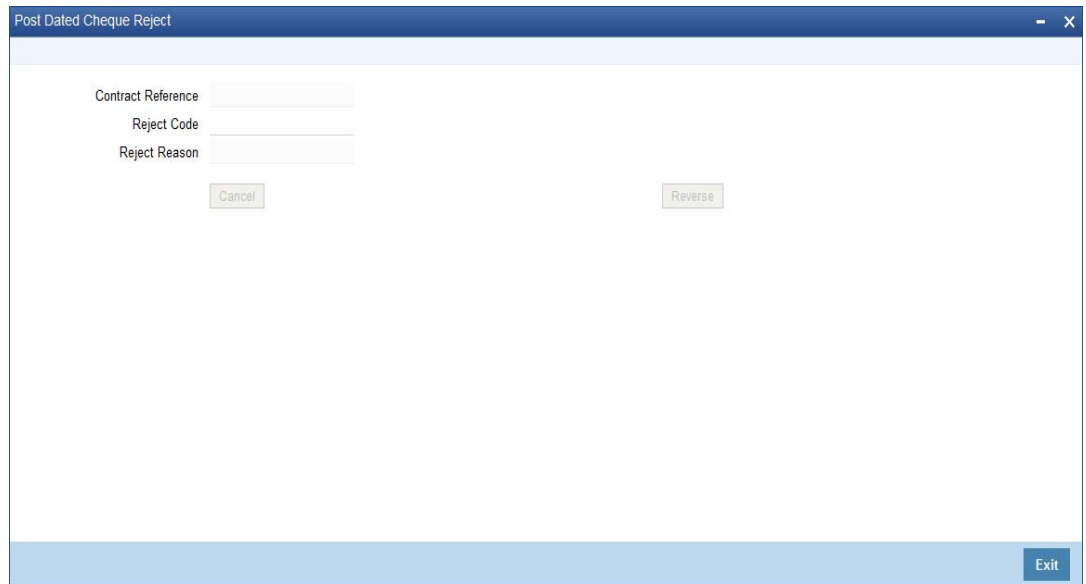 Post Dated Cheque Reject
Contract Reference
Reject Code
Reject Reason
Cancel Reverse
Exit